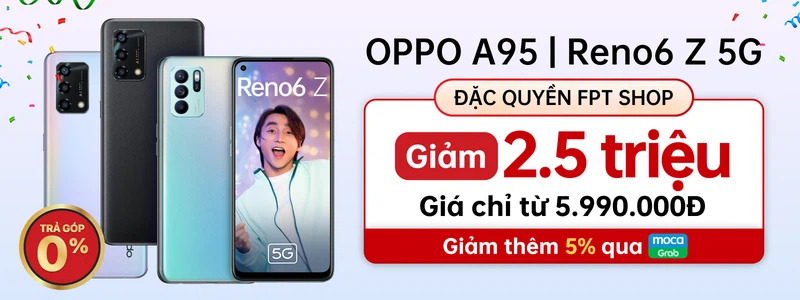 OPPO A95 | Reno6 Z 5G
ĐẶC QUYỀN FPT SHOP
Giảm 2.5 triệu
Giá chỉ từ 5.990.000Đ
Giảm thêm 5% qua moca
Grab
Reno6 Z
5G
TRẢ GÓP
0%